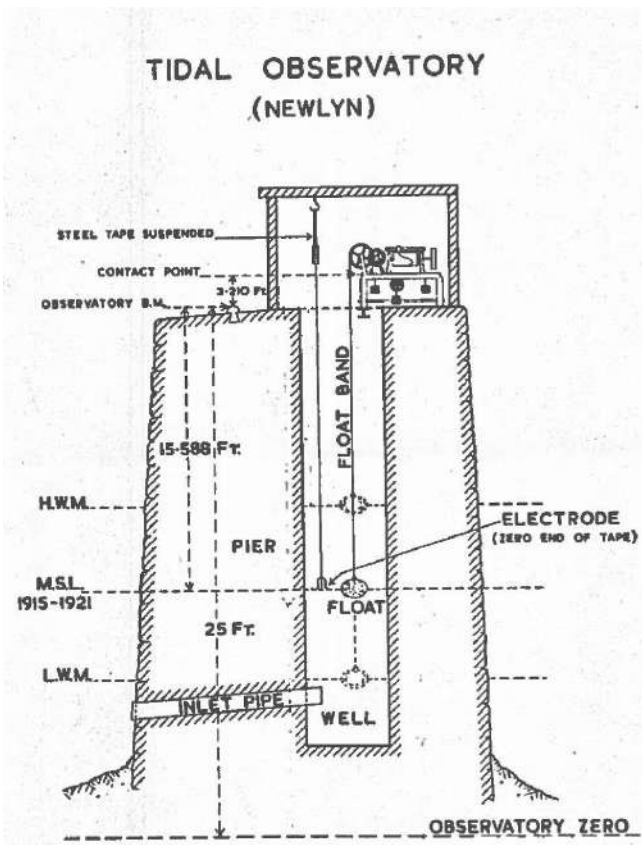 TIDAL OBSERVATORY
(NEWLYN)
STEEL TAPE SUSPENDED
CONTACT POINT
3·210 FT.
OBSERVATORY B.M.
FLOAT BAND
15·588 FT.
H.W.M.
ELECTRODE
(ZERO END OF TAPE)
PIER
M.S.L.
1915-1921
FLOAT
25 FT.
L.W.M.
INLET PIPE
WELL
OBSERVATORY ZERO